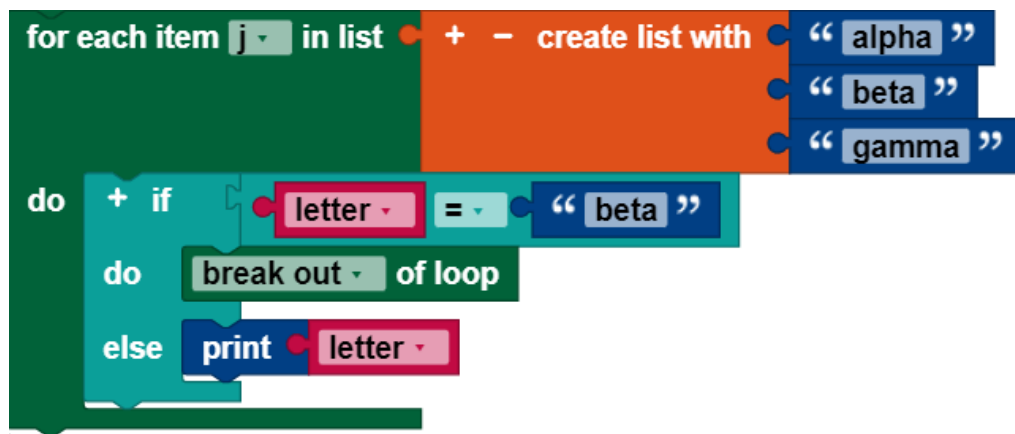 for each item j in list + - create list with “ alpha ”
“ beta ”
“ gamma ”
do + if letter = “ beta ”
do break out of loop
else print letter